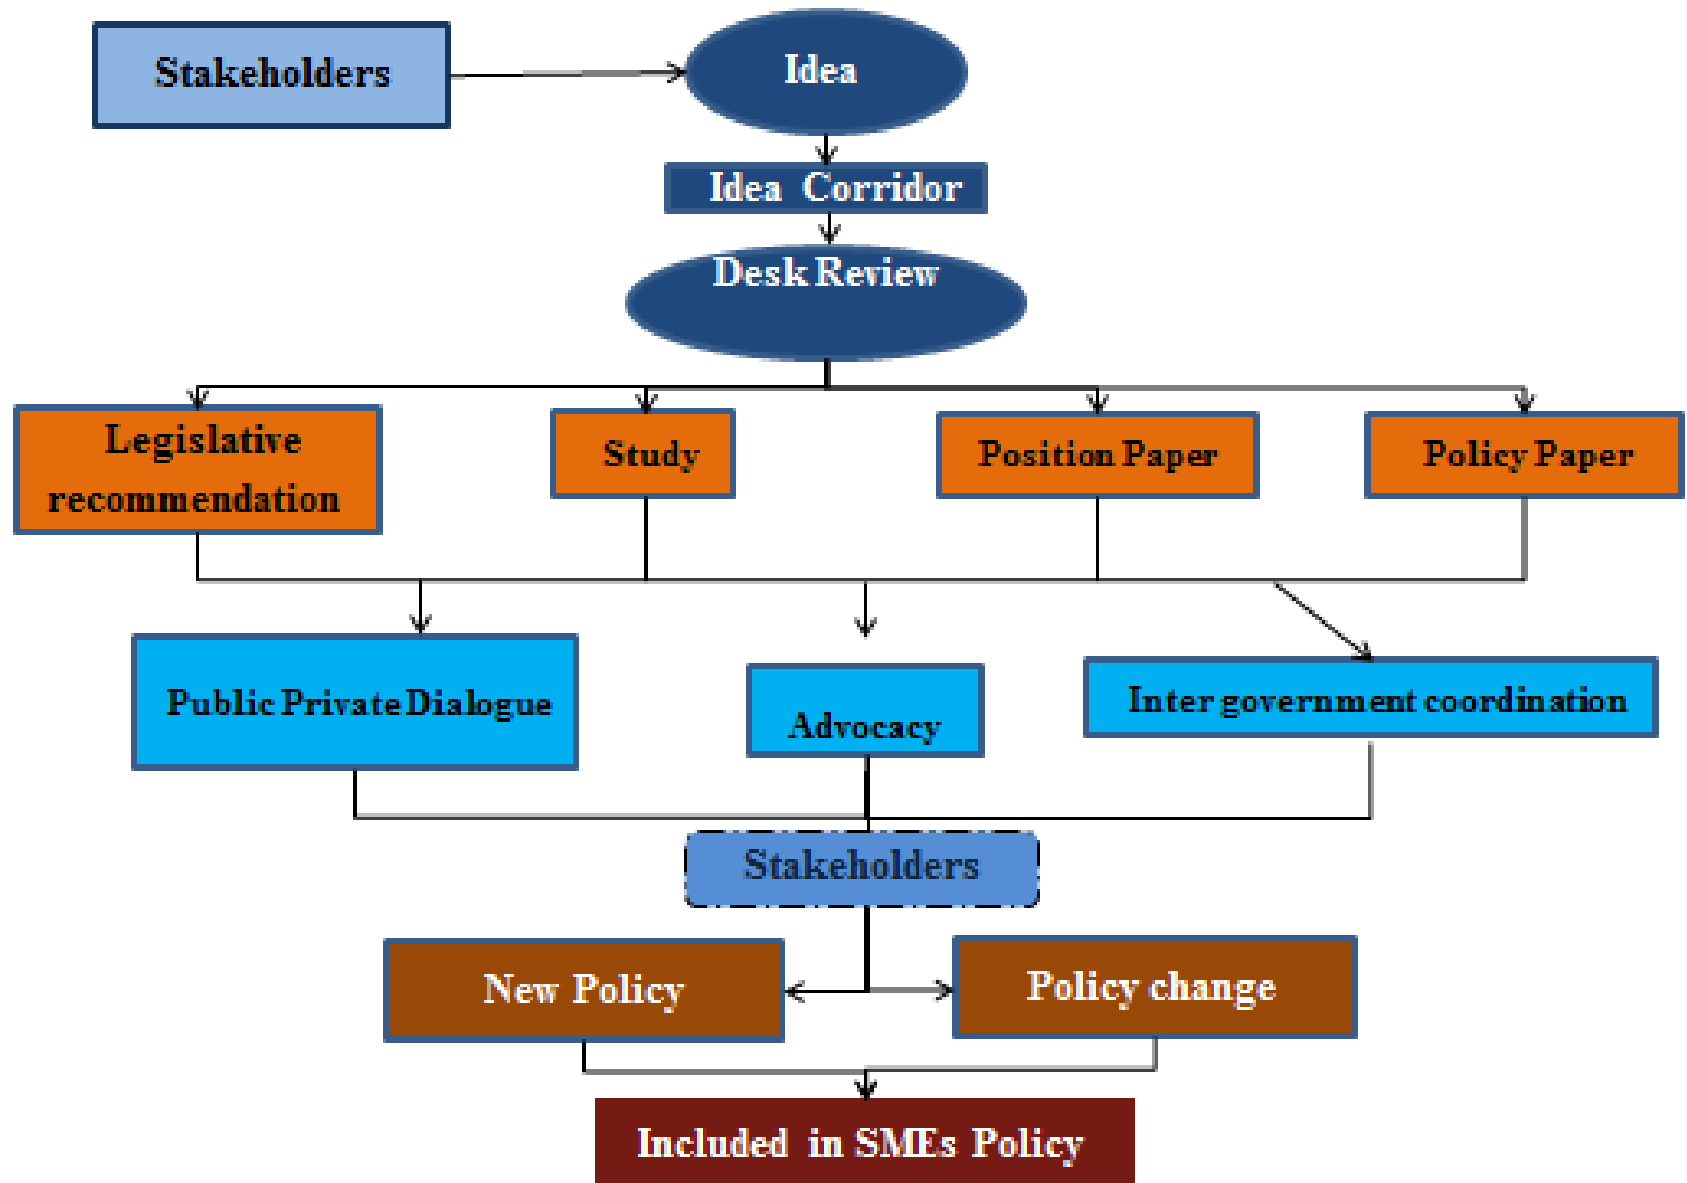 Stakeholders
Idea
Idea Corridor
Desk Review
Legislative
recommendation
Study
Position Paper
Policy Paper
Public Private Dialogue
Advocacy
Inter government coordination
Stakeholders
New Policy
Policy change
Included in SMEs Policy